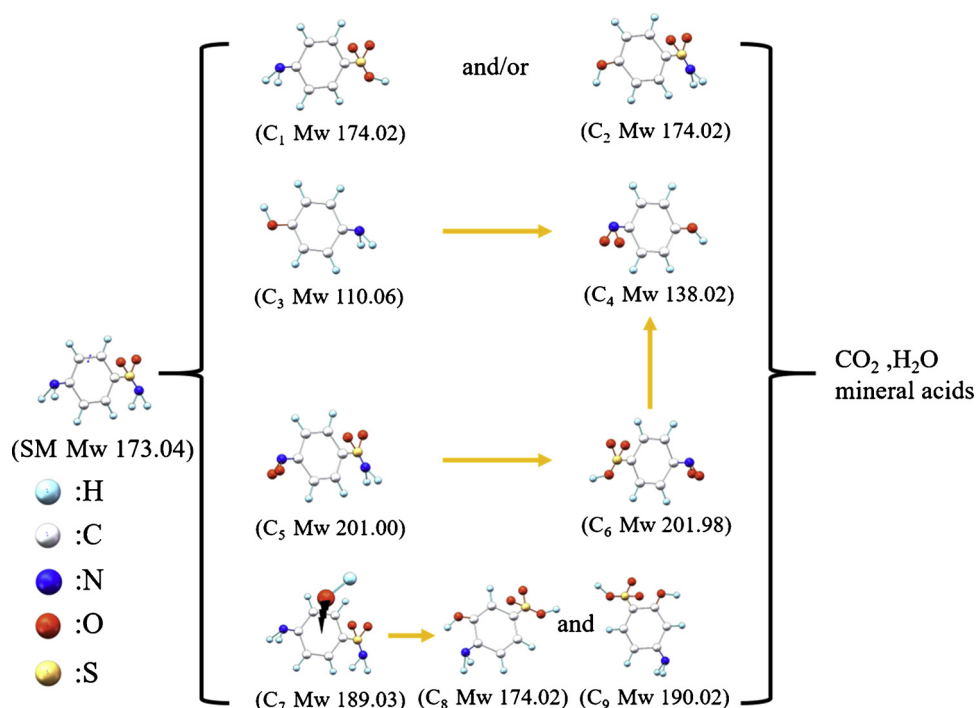 and/or
(C₁ Mw 174.02)
(C₂ Mw 174.02)
(C₃ Mw 110.06)
(C₄ Mw 138.02)
(SM Mw 173.04)
CO₂ ,H₂O
mineral acids
:H
:C
:N
:O
:S
(C₅ Mw 201.00)
(C₆ Mw 201.98)
and
(C₇ Mw 189.03)
(C₈ Mw 174.02)
(C₉ Mw 190.02)